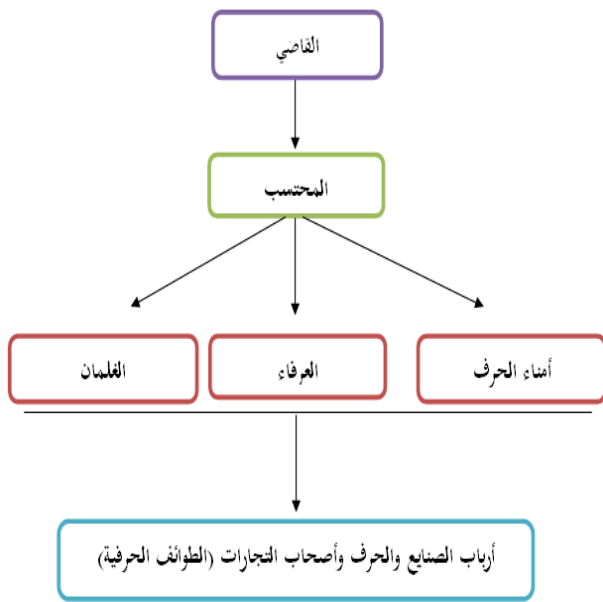 القاضي
المحتسب
أمناء الحرف
العرفاء
الغلمان
أرباب الصنايع والحرف وأصحاب التجارات (الطوائف الحرفية)